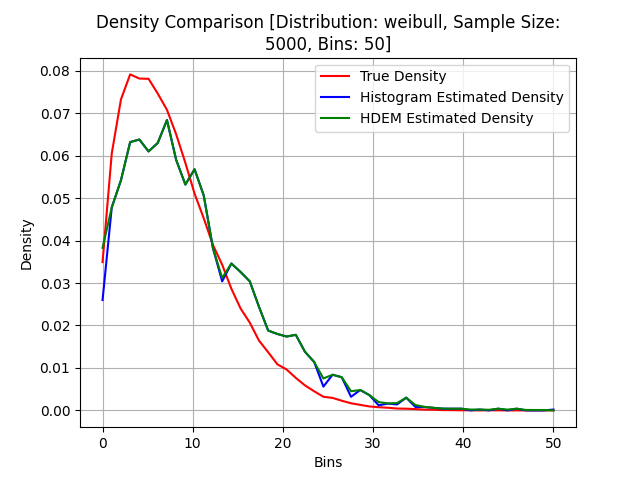 Density Comparison [Distribution: weibull, Sample Size:
5000, Bins: 50]
True Density
Histogram Estimated Density
HDEM Estimated Density
Density
0.08
0.07
0.06
0.05
0.04
0.03
0.02
0.01
0.00
0 10 20 30 40 50
Bins